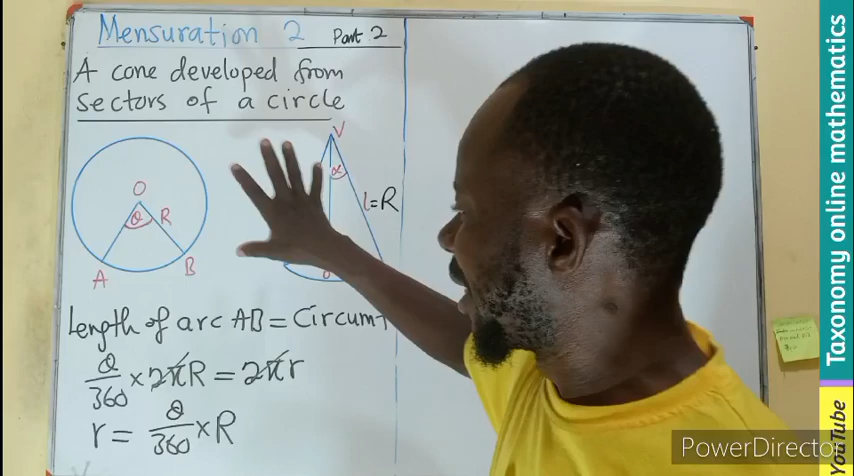 Mensuration 2 Part 2
A cone developed from
sectors of a circle
O
θ R
A B
V
α
l=R
Length of arc AB = Circum
θ/360 × 2πR = 2πr
r = θ/360 × R
Taxonomy online mathematics
YouTube
PowerDirector